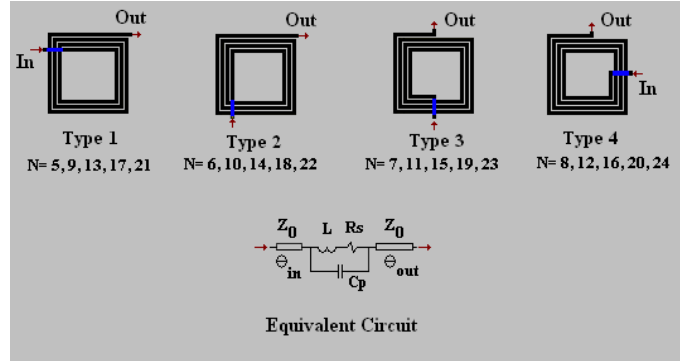 Out Out Out Out
In
In
Type 1 Type 2 Type 3 Type 4
N= 5, 9, 13, 17, 21 N= 6, 10, 14, 18, 22 N= 7, 11, 15, 19, 23 N= 8, 12, 16, 20, 24
Z0 L Rs Z0
Θin Cp Θout
Equivalent Circuit